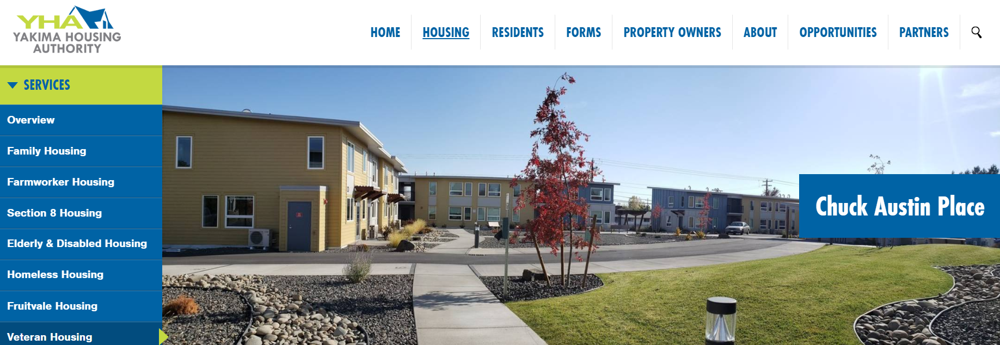 YHA
YAKIMA HOUSING
AUTHORITY
HOME
HOUSING
RESIDENTS
FORMS
PROPERTY OWNERS
ABOUT
OPPORTUNITIES
PARTNERS
SERVICES
Overview
Family Housing
Farmworker Housing
Section 8 Housing
Elderly & Disabled Housing
Homeless Housing
Fruitvale Housing
Veteran Housing
Chuck Austin Place